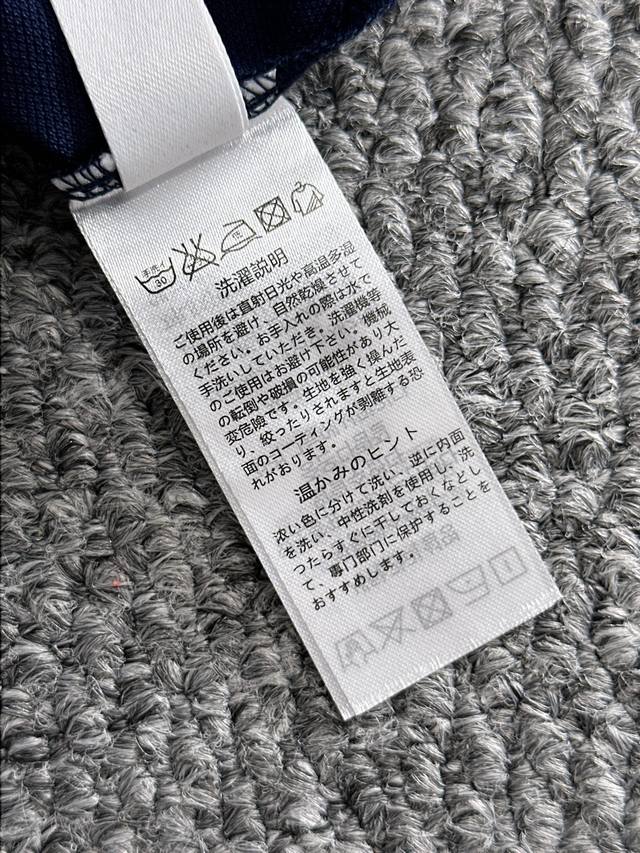 手洗イ
30
洗濯説明
ご使用後は直射日光や高温多湿
の場所を避け、自然乾燥させて
ください。お手入れの際は水で
手洗いしていただき。洗濯機等
のご使用はお避け下さい。機械
の転倒や破損の可能性があり大
変危険です。生地を強く揉んだ
り、絞ったりされますと生地表
面のコーティングが剥離する恐
れがおります。
温かみのヒント
浓い色に分けて洗い、逆に内面
を洗い、中性洗剤を使用し、洗
つたらすぐに干しておくなどし
て、専門部門に保護することを
おすすめします。